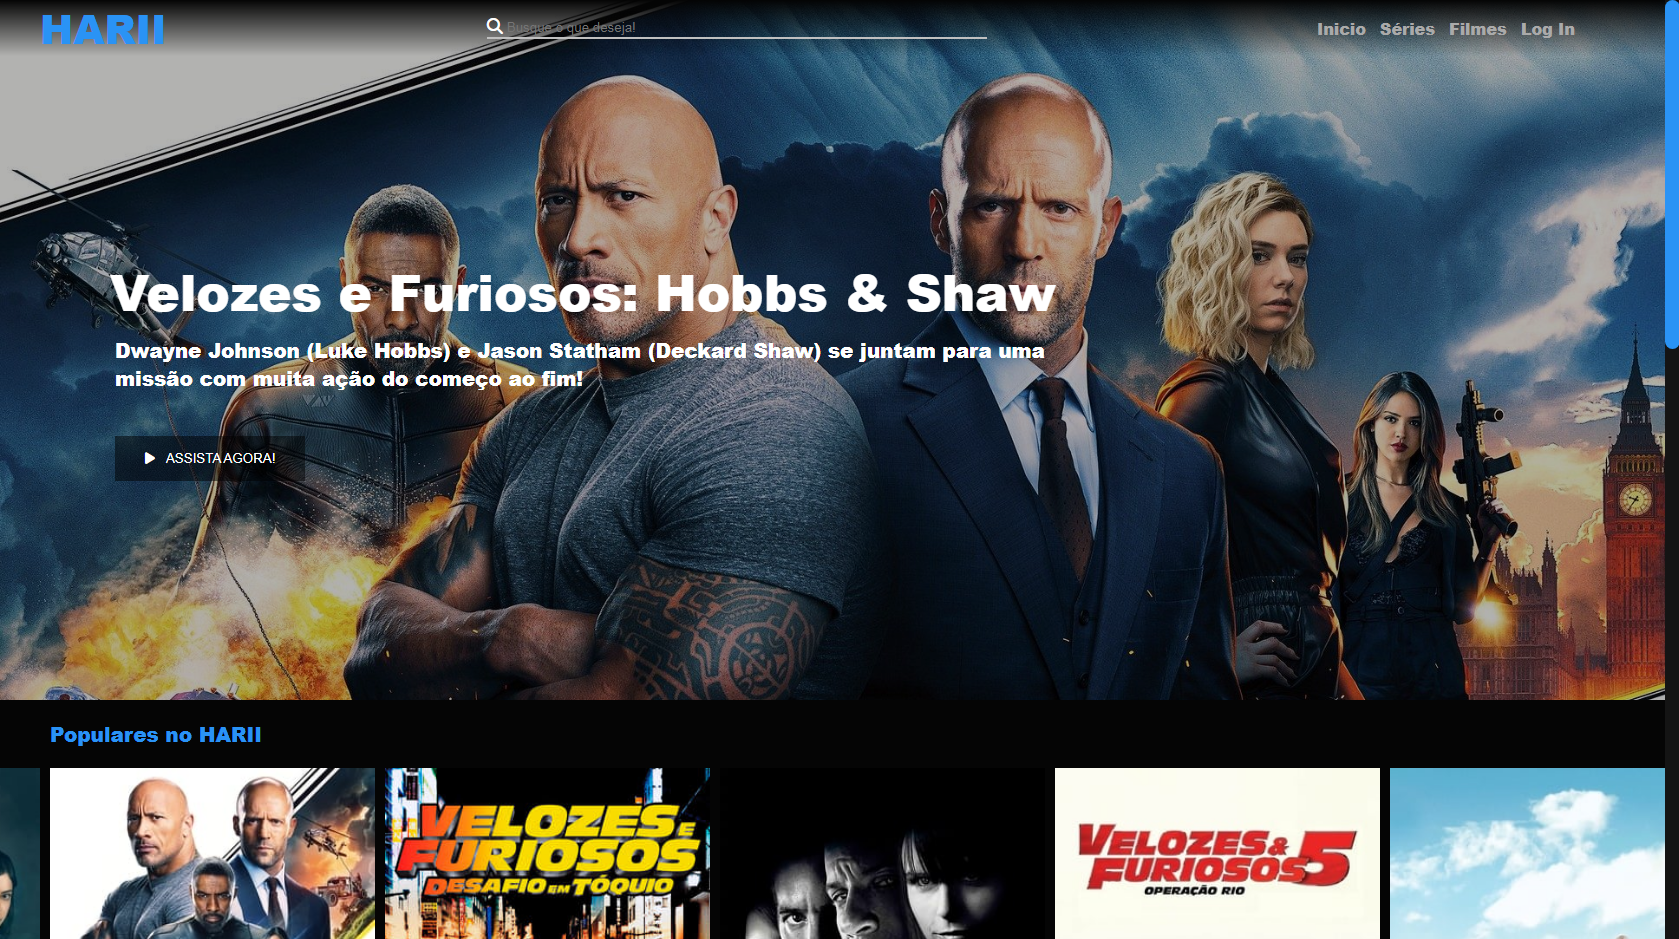 HARII
Busque o que deseja!
Inicio Séries Filmes Log In
Velozes e Furiosos: Hobbs & Shaw
Dwayne Johnson (Luke Hobbs) e Jason Statham (Deckard Shaw) se juntam para uma
missão com muita ação do começo ao fim!
ASSISTA AGORA!
Populares no HARII
VELOZES E
FURIOSOS
DESAFIO EM TÓQUIO
VELOZES &
FURIOSOS 5
OPERAÇÃO RIO